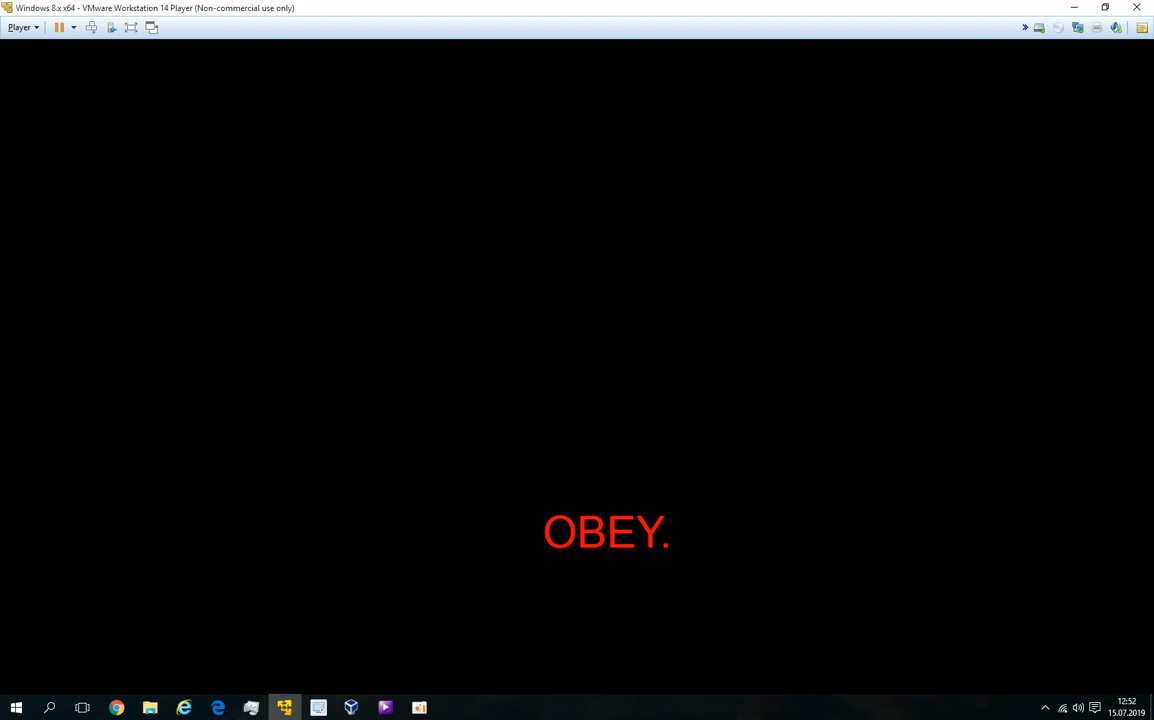 Windows 8.x x64 - VMware Workstation 14 Player (Non-commercial use only)
Player
OBEY.
12:52
15.07.2019